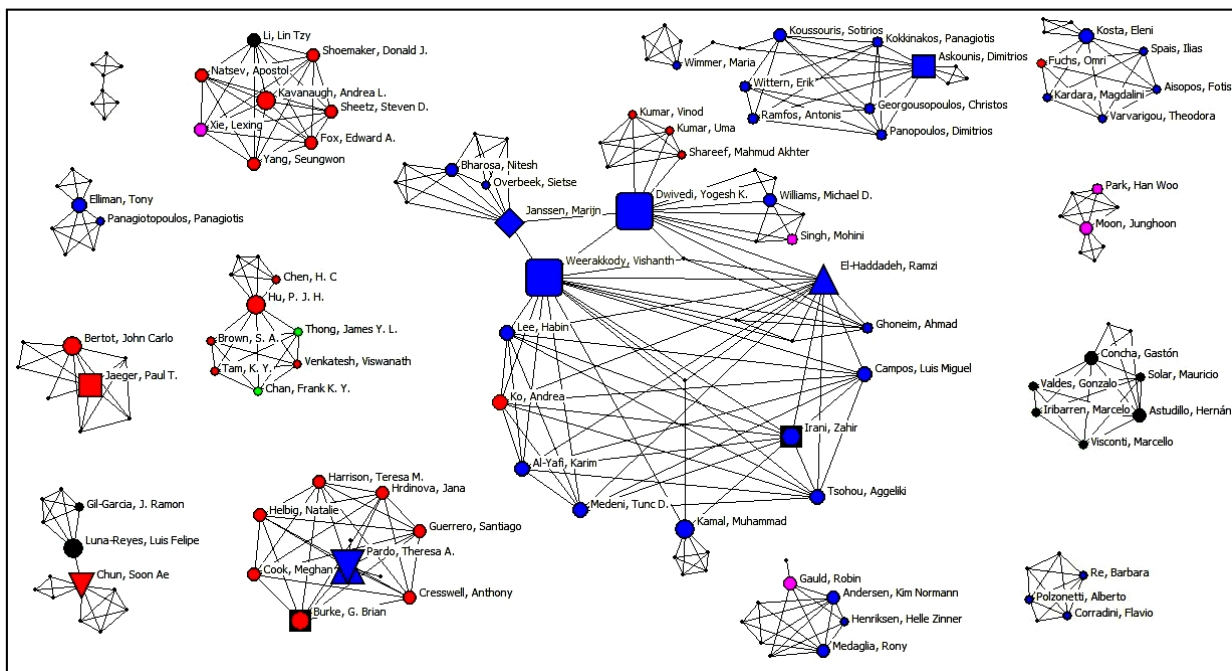 Li, Lin Tzy
Shoemaker, Donald J.
Natsev, Apostol
Kavanaugh, Andrea L.
Sheetz, Steven D.
Xie, Lexing
Fox, Edward A.
Yang, Seungwon
Koussouris, Sotirios
Kokkinakos, Panagiotis
Askounis, Dimitrios
Wimmer, Maria
Wittern, Erik
Georgousopoulos, Christos
Ramfos, Antonis
Panopoulos, Dimitrios
Kosta, Eleni
Spais, Ilias
Fuchs, Omri
Aisopos, Fotis
Kardara, Magdalini
Varvarigou, Theodora
Kumar, Vinod
Kumar, Uma
Shareef, Mahmud Akhter
Bharosa, Nitesh
Overbeek, Sietse
Dwivedi, Yogesh K.
Williams, Michael D.
Janssen, Marijn
Singh, Mohini
Elliman, Tony
Panagiotopoulos, Panagiotis
Park, Han Woo
Moon, Junghoon
Weerakkody, Vishanth
El-Haddadeh, Ramzi
Chen, H. C
Hu, P. J. H.
Thong, James Y. L.
Brown, S. A.
Venkatesh, Viswanath
Tam, K. Y.
Chan, Frank K. Y.
Lee, Habin
Ghoneim, Ahmad
Bertot, John Carlo
Jaeger, Paul T.
Campos, Luis Miguel
Ko, Andrea
Irani, Zahir
Concha, Gastón
Solar, Mauricio
Valdes, Gonzalo
Iribarren, Marcelo
Astudillo, Hernán
Visconti, Marcello
Al-Yafi, Karim
Tsohou, Aggeliki
Medeni, Tunc D.
Kamal, Muhammad
Harrison, Teresa M.
Hrdinova, Jana
Helbig, Natalie
Guerrero, Santiago
Pardo, Theresa A.
Cook, Meghan
Cresswell, Anthony
Burke, G. Brian
Gil-Garcia, J. Ramon
Luna-Reyes, Luis Felipe
Chun, Soon Ae
Gauld, Robin
Andersen, Kim Normann
Henriksen, Helle Zinner
Medaglia, Rony
Re, Barbara
Polzonetti, Alberto
Corradini, Flavio